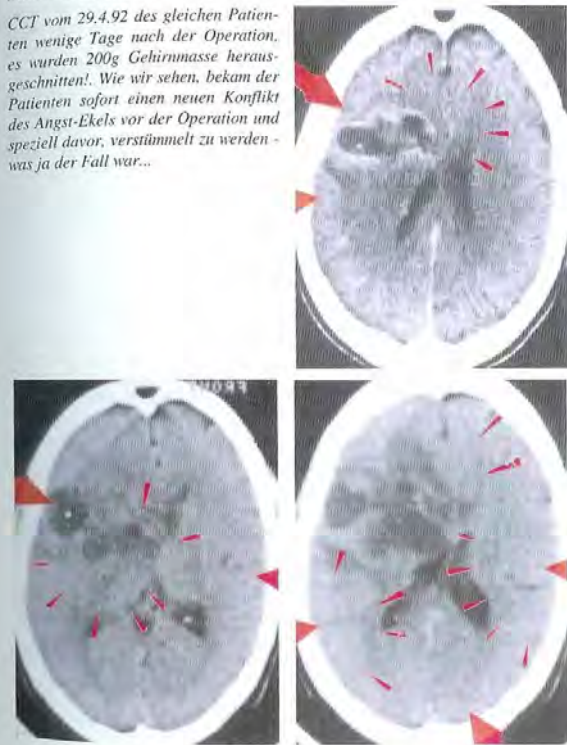 CCT vom 29.4.92 des gleichen Patien-
ten wenige Tage nach der Operation,
es wurden 200g Gehirnmasse heraus-
geschnitten!. Wie wir sehen, bekam der
Patienten sofort einen neuen Konflikt
des Angst-Ekels vor der Operation und
speziell davor, verstümmelt zu werden -
was ja der Fall war...